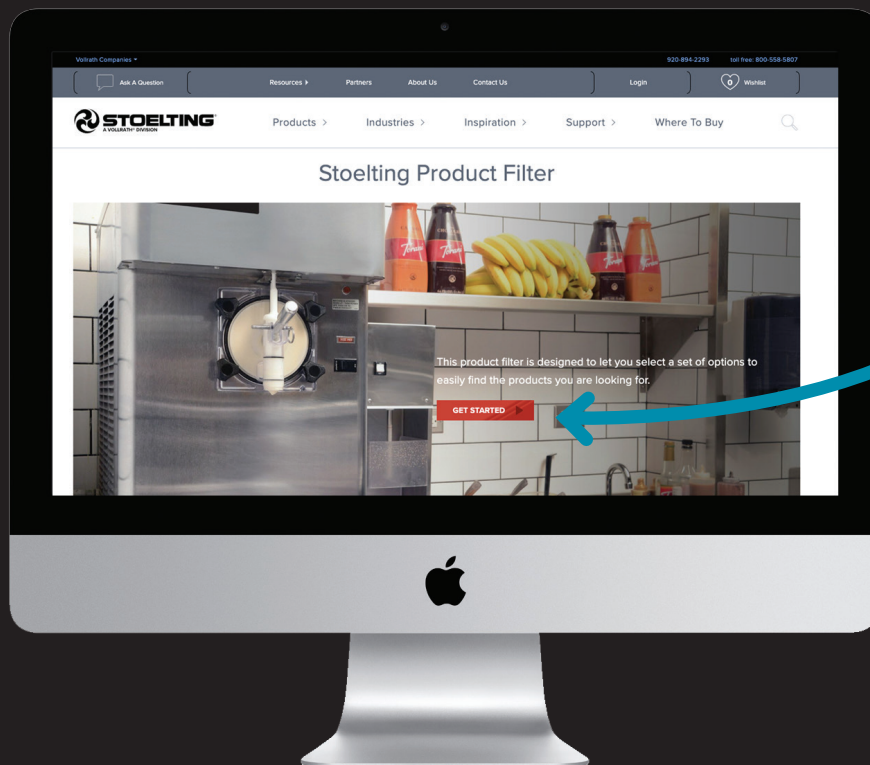 Vollrath Companies
920-894-2293
toll free: 800-558-5807
Ask A Question
Resources
Partners
About Us
Contact Us
Login
0
Wishlist
STOELTING
A VOLLRATH® DIVISION
Products >
Industries >
Inspiration >
Support >
Where To Buy
Stoelting Product Filter
Torani
Torani
This product filter is designed to let you select a set of options to
easily find the products you are looking for.
GET STARTED